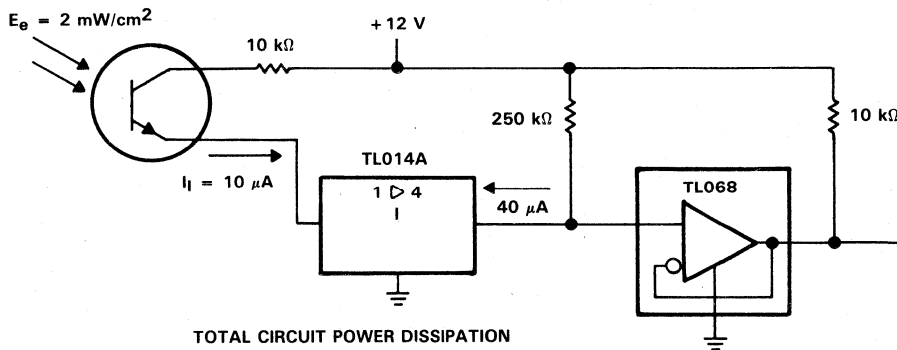 Eₑ = 2 mW/cm²
10 kΩ
+12 V
250 kΩ
10 kΩ
I_I = 10 μA
TL014A
1 ▷ 4
I
40 μA
TL068
TOTAL CIRCUIT POWER DISSIPATION